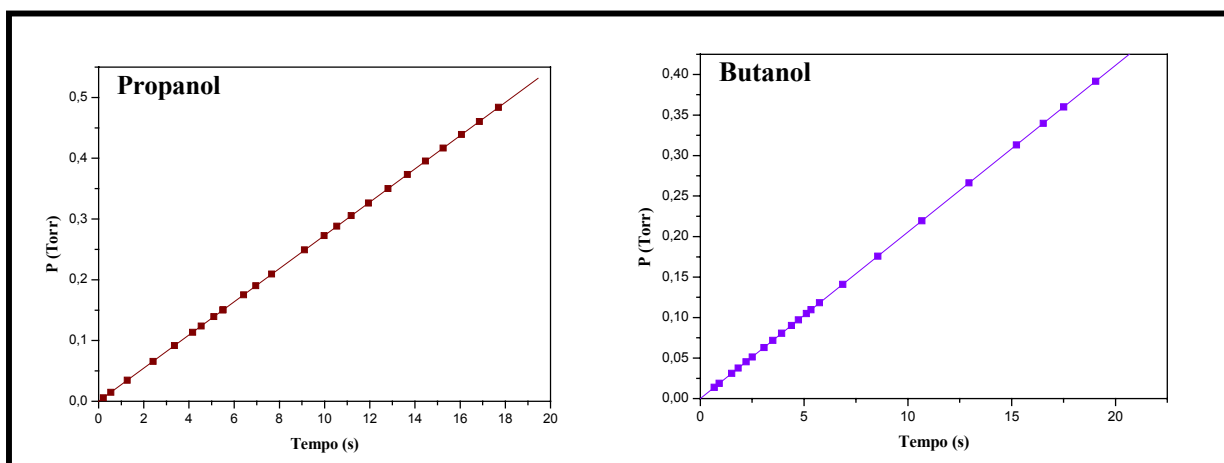 Propanol
P (Torr)
0,5
0,4
0,3
0,2
0,1
0,0
0 2 4 6 8 10 12 14 16 18 20
Tempo (s)
Butanol
P (Torr)
0,40
0,35
0,30
0,25
0,20
0,15
0,10
0,05
0,00
0 5 10 15 20
Tempo (s)